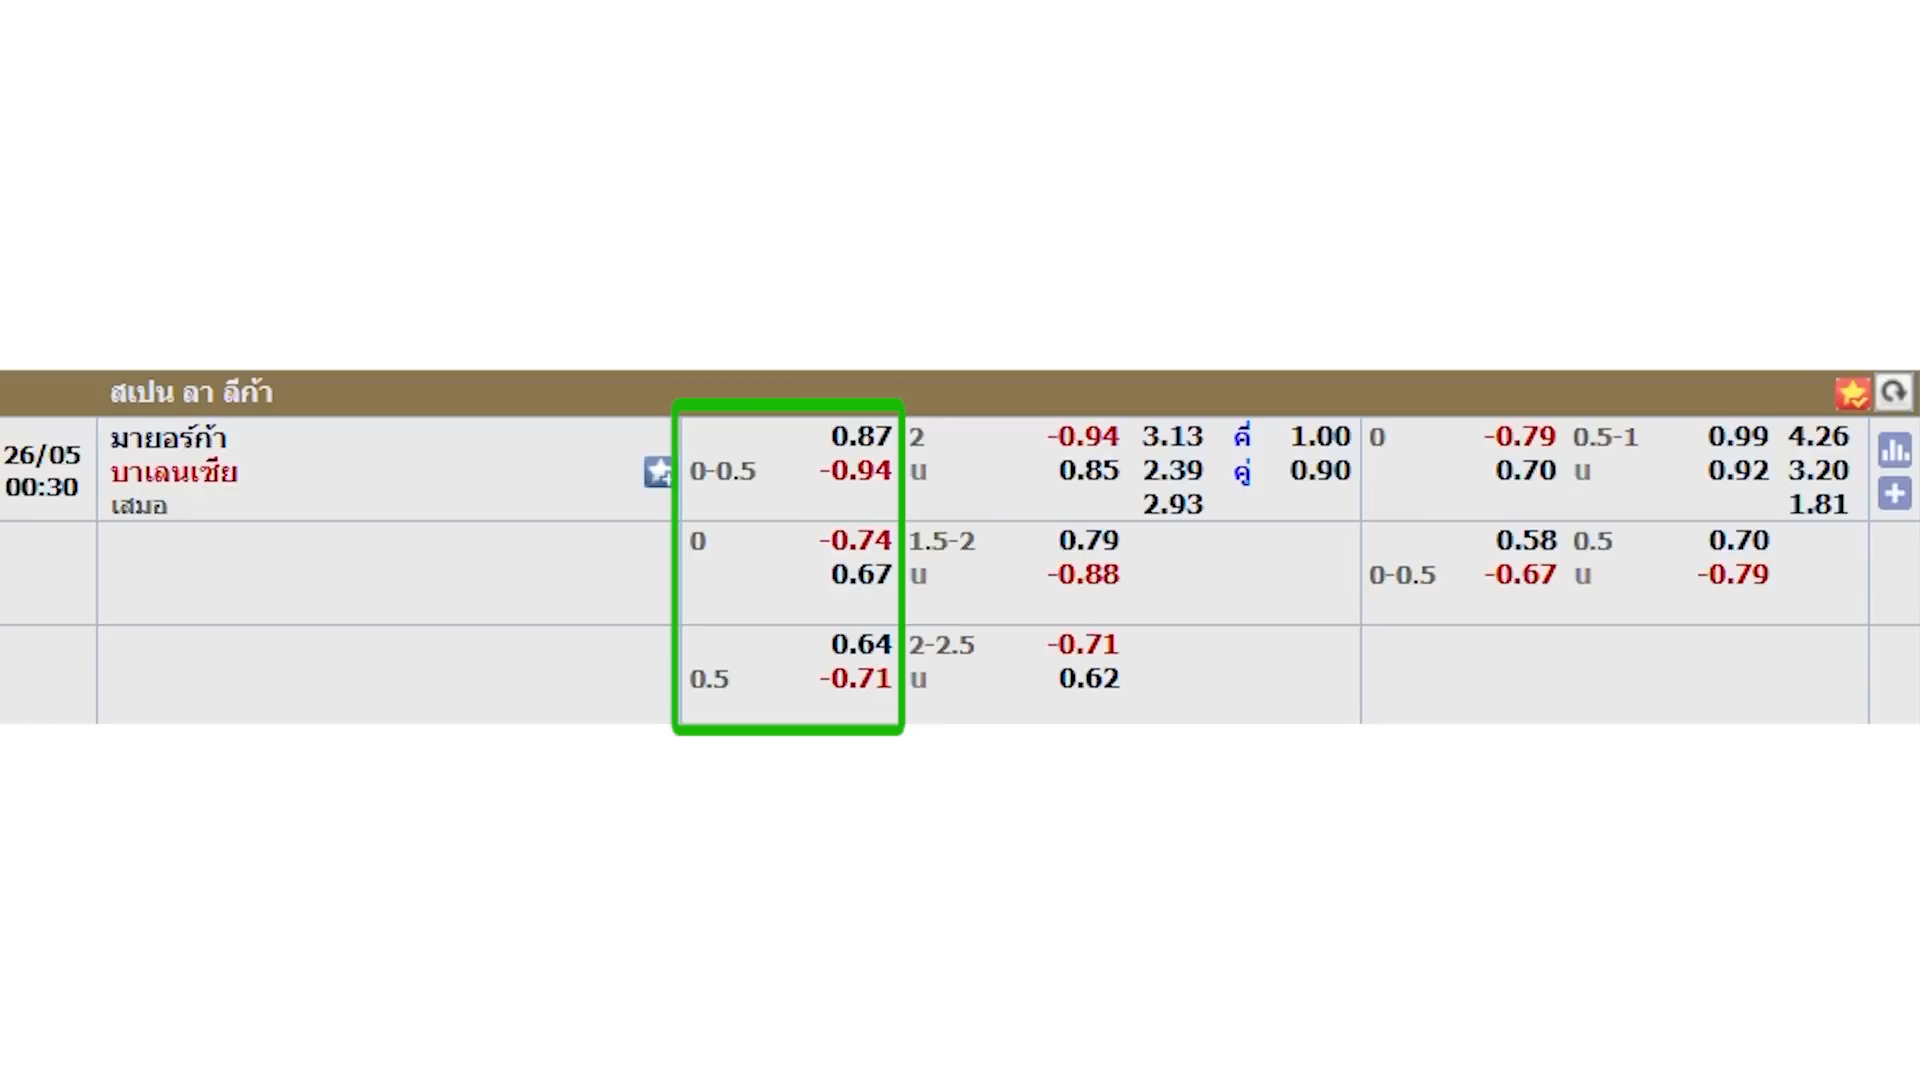 สเปน ลา ลีก้า
26/05
00:30
มายอร์ก้า
บาเลนเซีย
เสมอ
0.87 2 -0.94 3.13 คี่ 1.00 0 -0.79 0.5-1 0.99 4.26
0-0.5 -0.94 u 0.85 2.39 คู่ 0.90 0.70 u 0.92 3.20
2.93 1.81
0 -0.74 1.5-2 0.79 0.58 0.5 0.70
0.67 u -0.88 0-0.5 -0.67 u -0.79
0.64 2-2.5 -0.71
0.5 -0.71 u 0.62